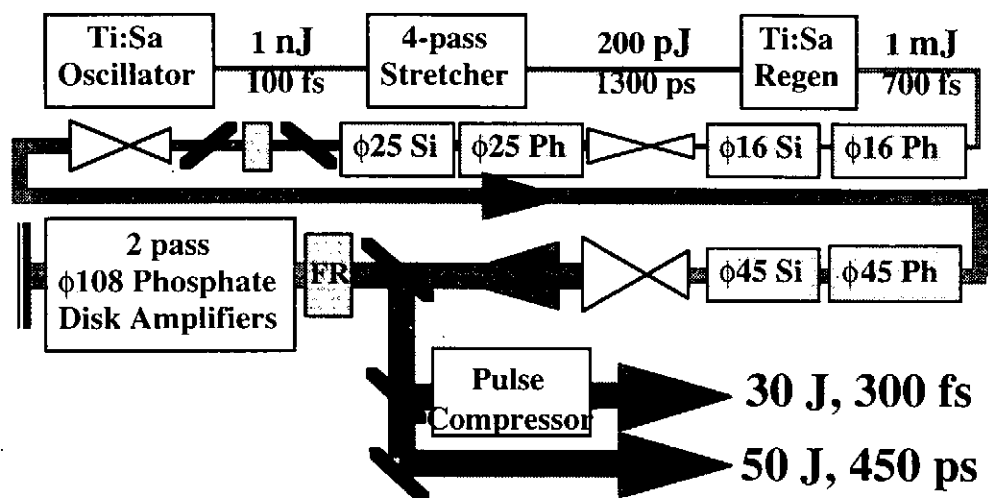 Ti:Sa
Oscillator
1 nJ
100 fs
4-pass
Stretcher
200 pJ
1300 ps
Ti:Sa
Regen
1 mJ
700 fs
ϕ25 Si
ϕ25 Ph
ϕ16 Si
ϕ16 Ph
2 pass
ϕ108 Phosphate
Disk Amplifiers
FR
ϕ45 Si
ϕ45 Ph
Pulse
Compressor
30 J, 300 fs
50 J, 450 ps